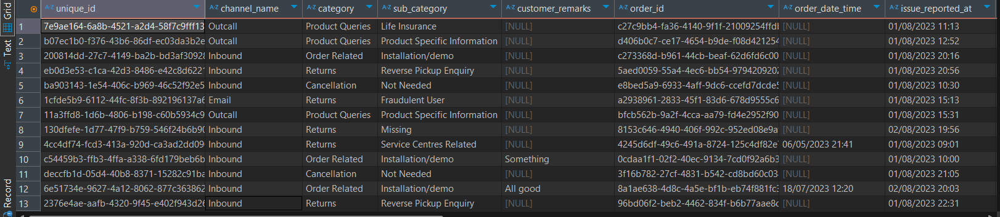 Grid
Text
Record
A-Z unique_id A-Z channel_name A-Z category A-Z sub_category A-Z customer_remarks A-Z order_id A-Z order_date_time A-Z issue_reported_at
1 7e9ae164-6a8b-4521-a2d4-58f7c9fff13 Outcall Product Queries Life Insurance [NULL] c27c9bb4-fa36-4140-9f1f-21009254ffdb [NULL] 01/08/2023 11:13
2 b07ec1b0-f376-43b6-86df-ec03da3b2e Outcall Product Queries Product Specific Information [NULL] d406b0c7-ce17-4654-b9de-f08d421254 [NULL] 01/08/2023 12:52
3 200814dd-27c7-4149-ba2b-bd3af30928 Inbound Order Related Installation/demo [NULL] c273368d-b961-44cb-beaf-62d6fd6c00 [NULL] 01/08/2023 20:16
4 eb0d3e53-c1ca-42d3-8486-e42c8d6221 Inbound Returns Reverse Pickup Enquiry [NULL] 5aed0059-55a4-4ec6-bb54-979420920 [NULL] 01/08/2023 20:56
5 ba903143-1e54-406c-b969-46c52f92e5 Inbound Cancellation Not Needed [NULL] e8bed5a9-6933-4aff-9dc6-ccefd7dcde5 [NULL] 01/08/2023 10:30
6 1cfde5b9-6112-44fc-8f3b-892196137a6 Email Returns Fraudulent User [NULL] a2938961-2833-45f1-83d6-678d9555c6 [NULL] 01/08/2023 15:13
7 11a3ffd8-1d6b-4806-b198-c60b5934c9 Outcall Product Queries Product Specific Information [NULL] bfcb562b-9a2f-4cca-aa79-fd4e2952f90 [NULL] 01/08/2023 15:31
8 130dfefe-1d77-47f9-b759-546f24b6b90 Inbound Returns Missing [NULL] 8153c646-4940-406f-992c-952ed08e9a [NULL] 02/08/2023 19:56
9 4cc4df74-fcd3-413a-920d-ca3ad2dd09 Inbound Returns Service Centres Related [NULL] 4245d6df-49c6-491a-8724-125c4df82e 06/05/2023 21:41 01/08/2023 09:01
10 c54459b3-ffb3-4ffa-a338-6fd179beb6b Inbound Order Related Installation/demo Something 0cdaa1f1-02f2-40ec-9134-7cd0f92a6b3 [NULL] 01/08/2023 10:00
11 deccfb1d-05d4-40b8-8371-15282c91ba Inbound Cancellation Not Needed [NULL] 3f16b782-27cf-4831-b542-cd8bd60c03 [NULL] 01/08/2023 21:05
12 6e51734e-9627-4a12-8062-877c363862 Inbound Order Related Installation/demo All good 8a1ae638-4d8c-4a5e-bf1b-eb74f881fc 18/07/2023 12:20 02/08/2023 20:03
13 2376e4ae-aafb-4320-9f45-e402f943d26 Inbound Returns Reverse Pickup Enquiry [NULL] 96bd06f2-beb2-4462-834f-b6b77aae8c [NULL] 01/08/2023 22:31